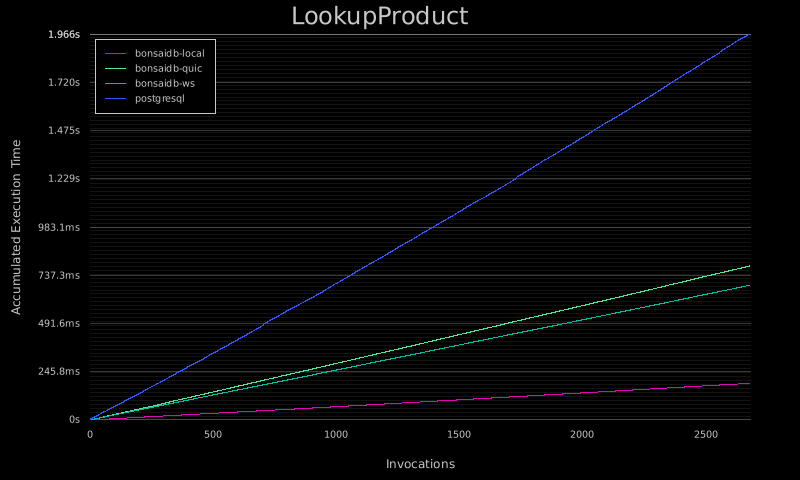 LookupProduct
1.966s
1.720s
1.475s
1.229s
983.1ms
737.3ms
491.6ms
245.8ms
0s
Accumulated Execution Time
bonsaidb-local
bonsaidb-quic
bonsaidb-ws
postgresql
0 500 1000 1500 2000 2500
Invocations